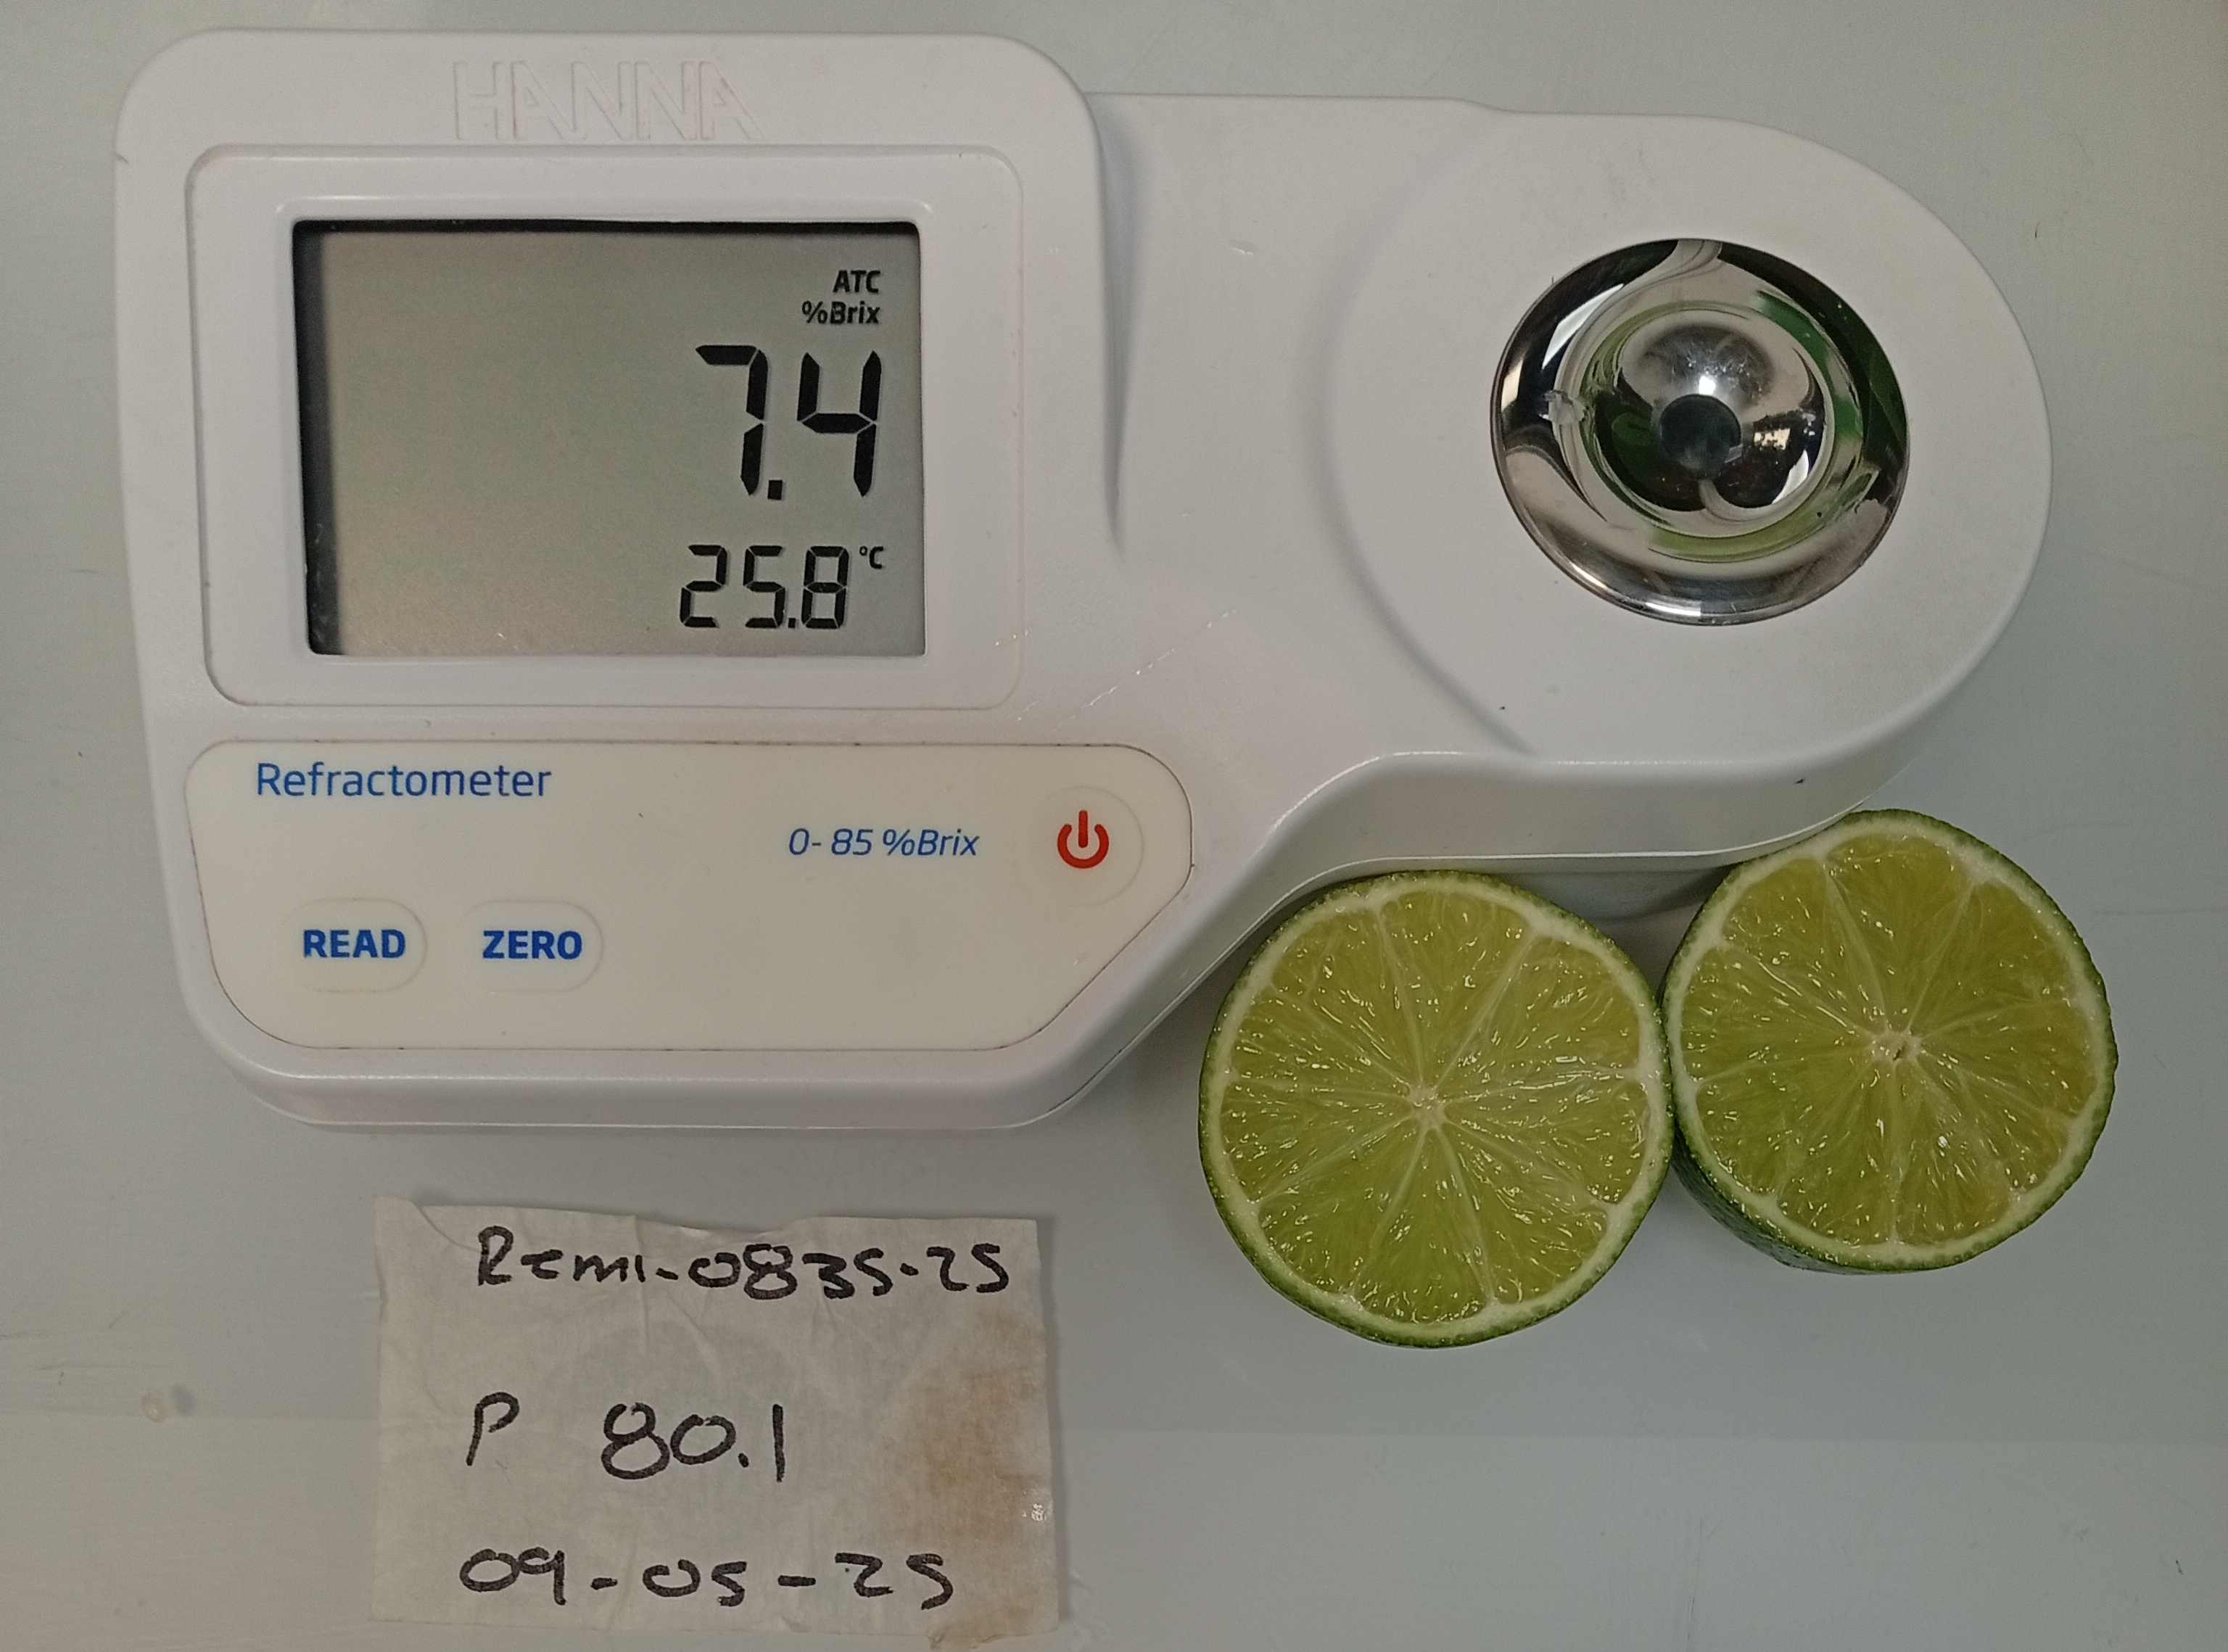 HANNA
ATC
%Brix
7.4
25.8 °C
Refractometer
0- 85 %Brix
READ ZERO
Remi-0835-25
P 80.1
09-05-25